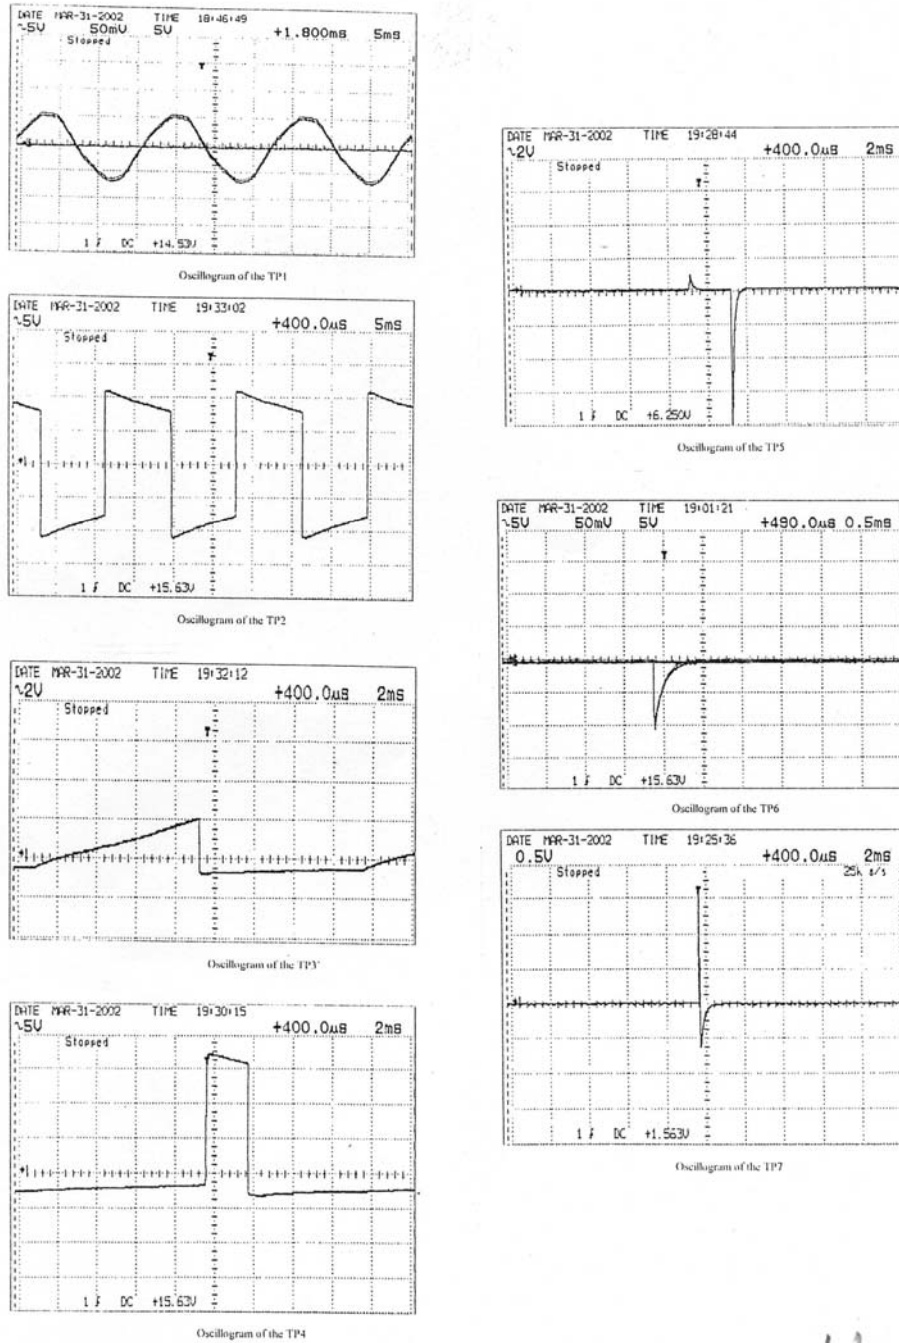 DATE MAR-31-2002 TIME 18:46:49
~5V 50mV 5V +1.800ms 5ms
Stopped
1 DC +14.53V
Oscillogram of the TP1
DATE MAR-31-2002 TIME 19:33:02
~5V +400.0us 5ms
Stopped
1 DC +15.63V
Oscillogram of the TP2
DATE MAR-31-2002 TIME 19:32:12
~2V +400.0us 2ms
Stopped
Oscillogram of the TP3'
DATE MAR-31-2002 TIME 19:30:15
~5V +400.0us 2ms
Stopped
1 DC +15.63V
Oscillogram of the TP4
DATE MAR-31-2002 TIME 19:28:44
~2V +400.0us 2ms
Stopped
1 DC +6.250V
Oscillogram of the TP5
DATE MAR-31-2002 TIME 19:01:21
~5V 50mV 5V +490.0us 0.5ms
1 DC +15.63V
Oscillogram of the TP6
DATE MAR-31-2002 TIME 19:25:36
0.5V +400.0us 2ms
Stopped 25k s/s
1 DC +1.563V
Oscillogram of the TP7